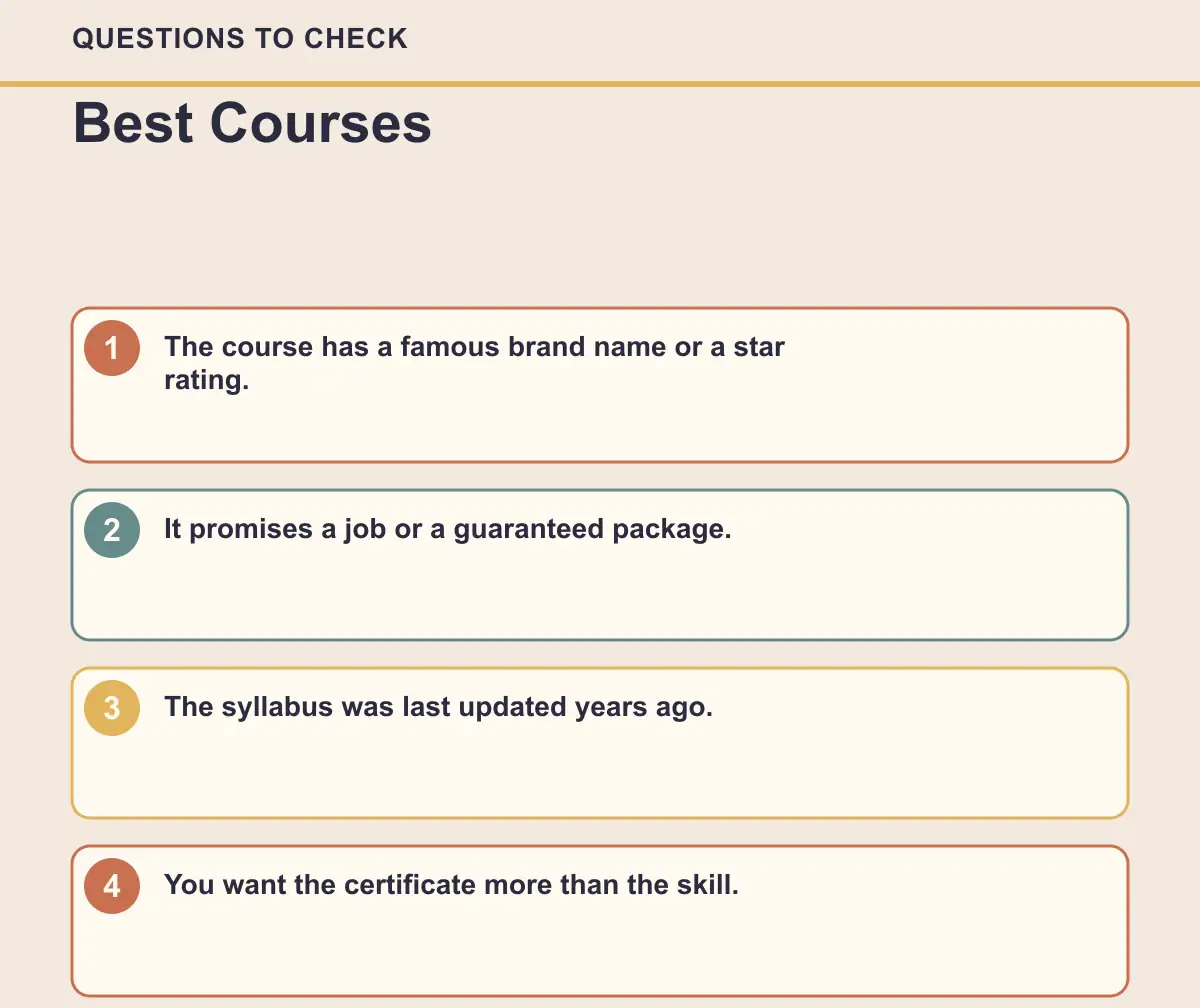 QUESTIONS TO CHECK
Best Courses
1
The course has a famous brand name or a star
rating.
2
It promises a job or a guaranteed package.
3
The syllabus was last updated years ago.
4
You want the certificate more than the skill.